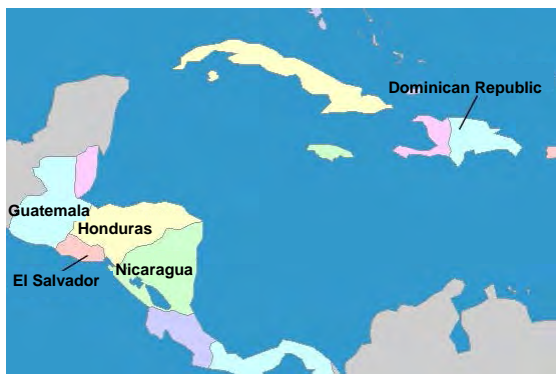 Dominican Republic
Guatemala
Honduras
El Salvador
Nicaragua